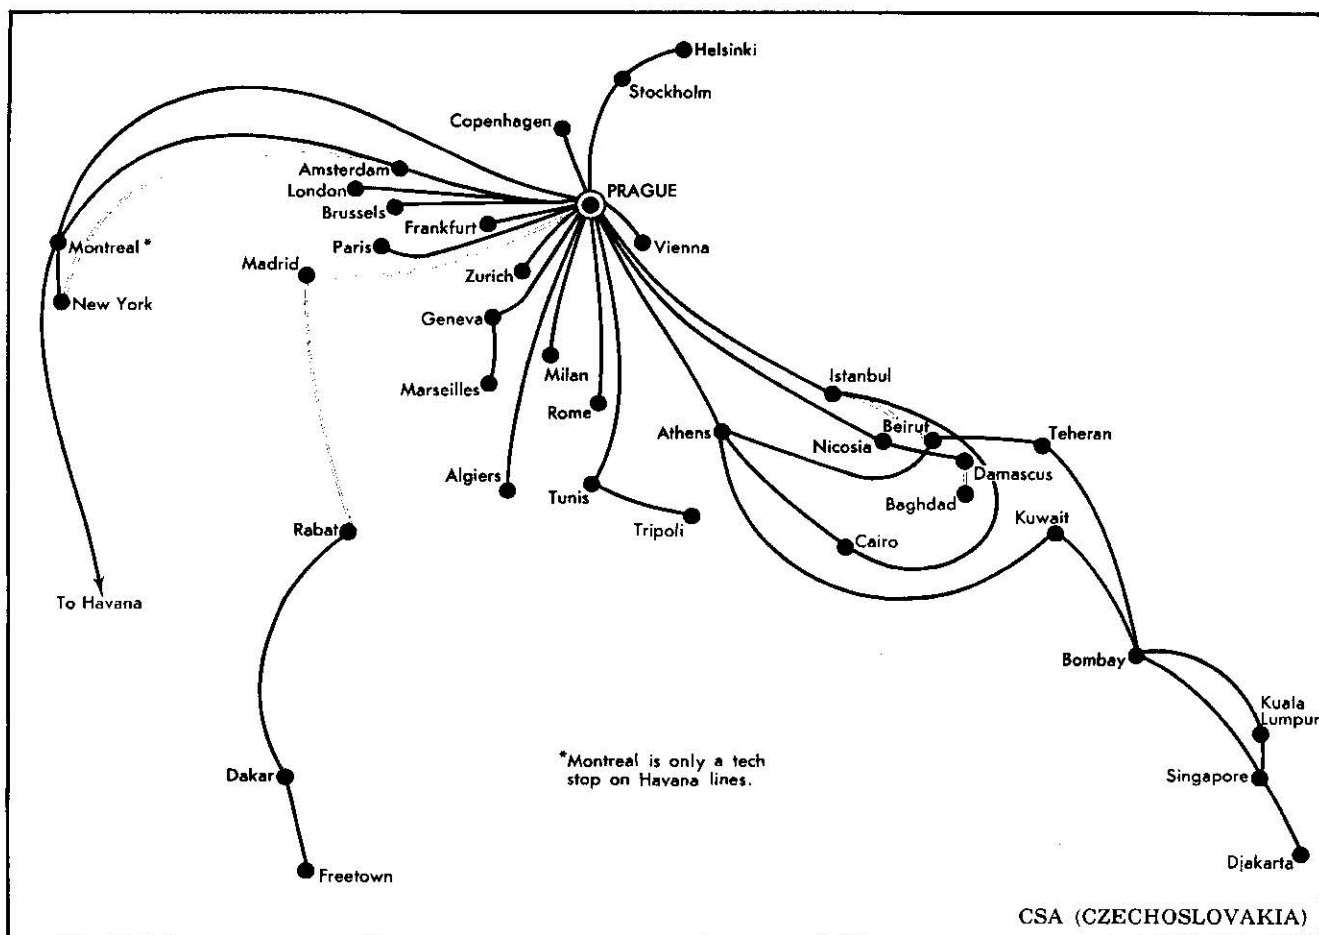 Helsinki
Stockholm
Copenhagen
Amsterdam
London
PRAGUE
Brussels
Frankfurt
Montreal *
Paris
Vienna
Madrid
Zurich
New York
Geneva
Milan
Istanbul
Marseilles
Rome
Athens
Beirut
Nicosia
Teheran
Algiers
Damascus
Tunis
Baghdad
Kuwait
Tripoli
Rabat
Cairo
To Havana
Bombay
Kuala
Lumpur
*Montreal is only a tech
stop on Havana lines.
Dakar
Singapore
Djakarta
Freetown
CSA (CZECHOSLOVAKIA)